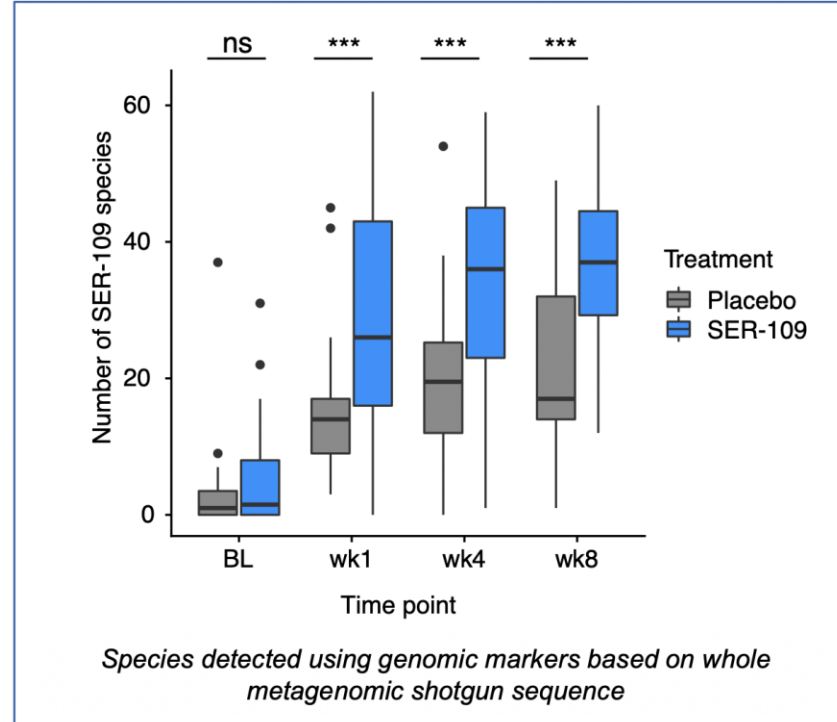 ns *** *** ***
60
40
20
0
Number of SER-109 species
BL wk1 wk4 wk8
Time point
Treatment
Placebo
SER-109
Species detected using genomic markers based on whole
metagenomic shotgun sequence